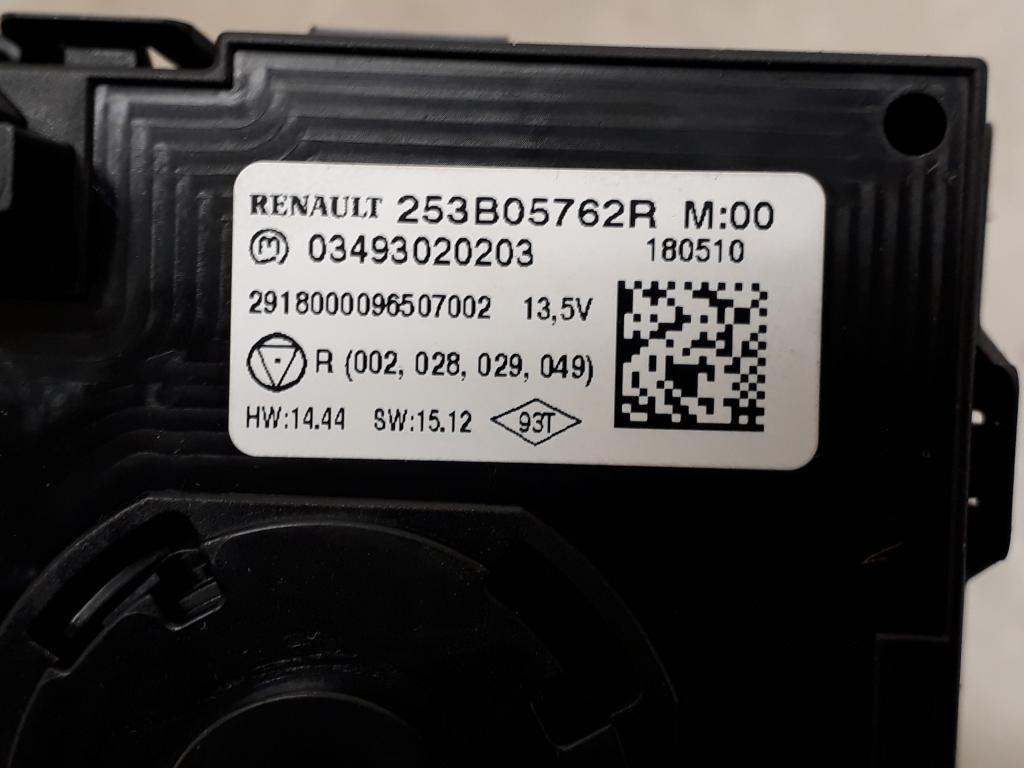 RENAULT 253B05762R M:00
M 03493020203 180510
2918000096507002 13,5V
R (002, 028, 029, 049)
HW:14.44 SW:15.12 93T